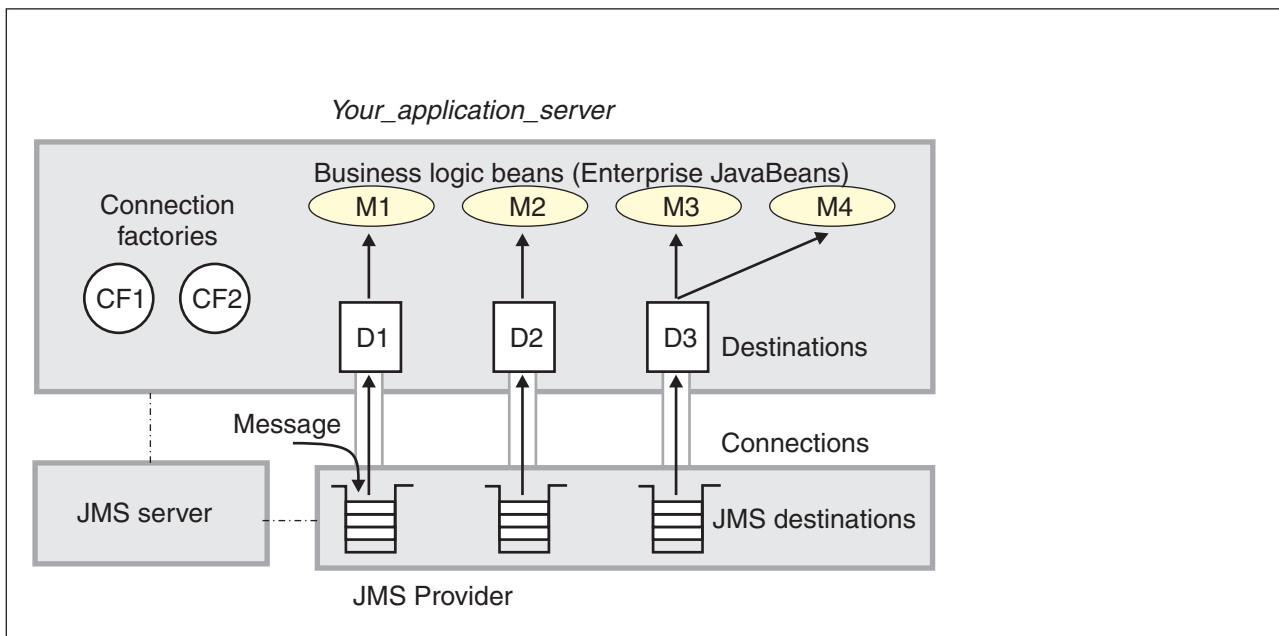 Your_application_server
Business logic beans (Enterprise JavaBeans)
Connection
factories
M1
M2
M3
M4
CF1
CF2
D1
D2
D3
Destinations
Message
Connections
JMS server
JMS destinations
JMS Provider